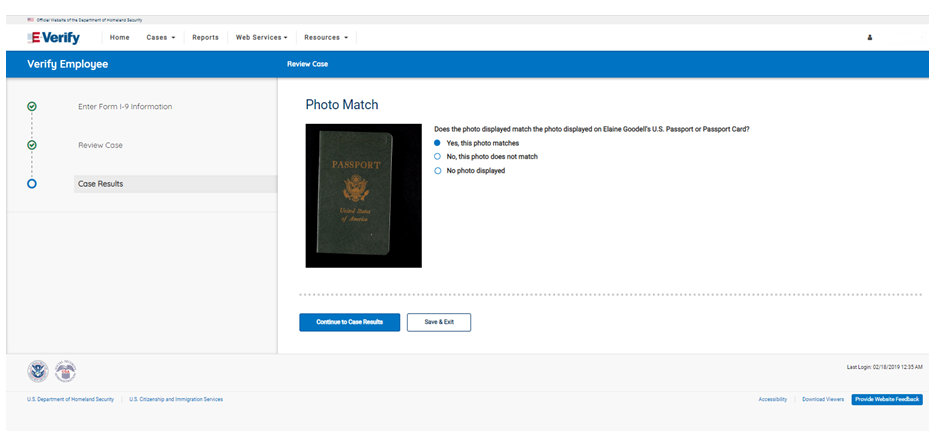 Official Website of the Department of Homeland Security
E-Verify
Home
Cases
Reports
Web Services
Resources
Verify Employee
Review Case
Enter Form I-9 Information
Review Case
Case Results
Photo Match
PASSPORT
United States
of America
Does the photo displayed match the photo displayed on Elaine Goodell's U.S. Passport or Passport Card?
Yes, this photo matches
No, this photo does not match
No photo displayed
Continue to Case Results
Save & Exit
Last Login: 02/18/2019 12:35 AM
U.S. Department of Homeland Security
U.S. Citizenship and Immigration Services
Accessibility
Download Viewers
Provide Website Feedback